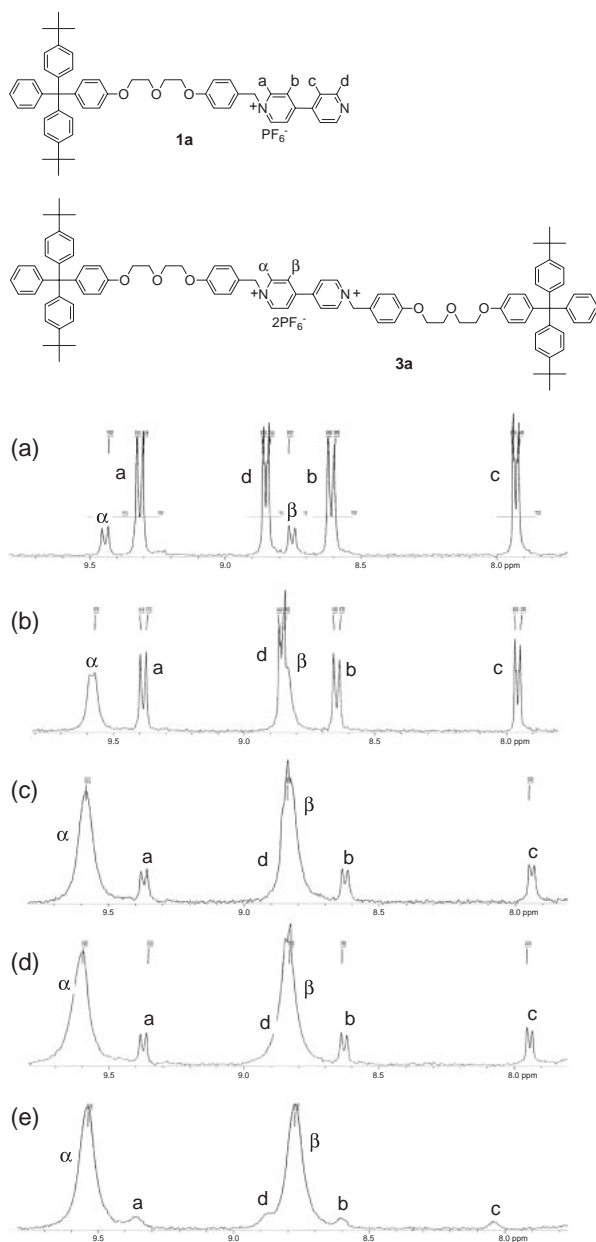 a b c d
O O O N + N
PF6-
1a
α β
O O O N + N + O O O
2PF6-
3a
(a)
a d b c
α β
9.5 9.0 8.5 8.0 ppm
(b)
α a d β b c
9.5 9.0 8.5 8.0 ppm
(c)
α a d β b c
9.5 9.0 8.5 8.0 ppm
(d)
α a d β b c
9.5 9.0 8.5 8.0 ppm
(e)
α a d β b c
9.5 9.0 8.5 8.0 ppm